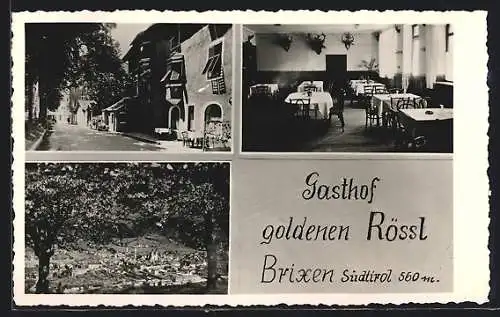 Gasthof
goldenen Rössl
Brixen Südtirol 560 m.